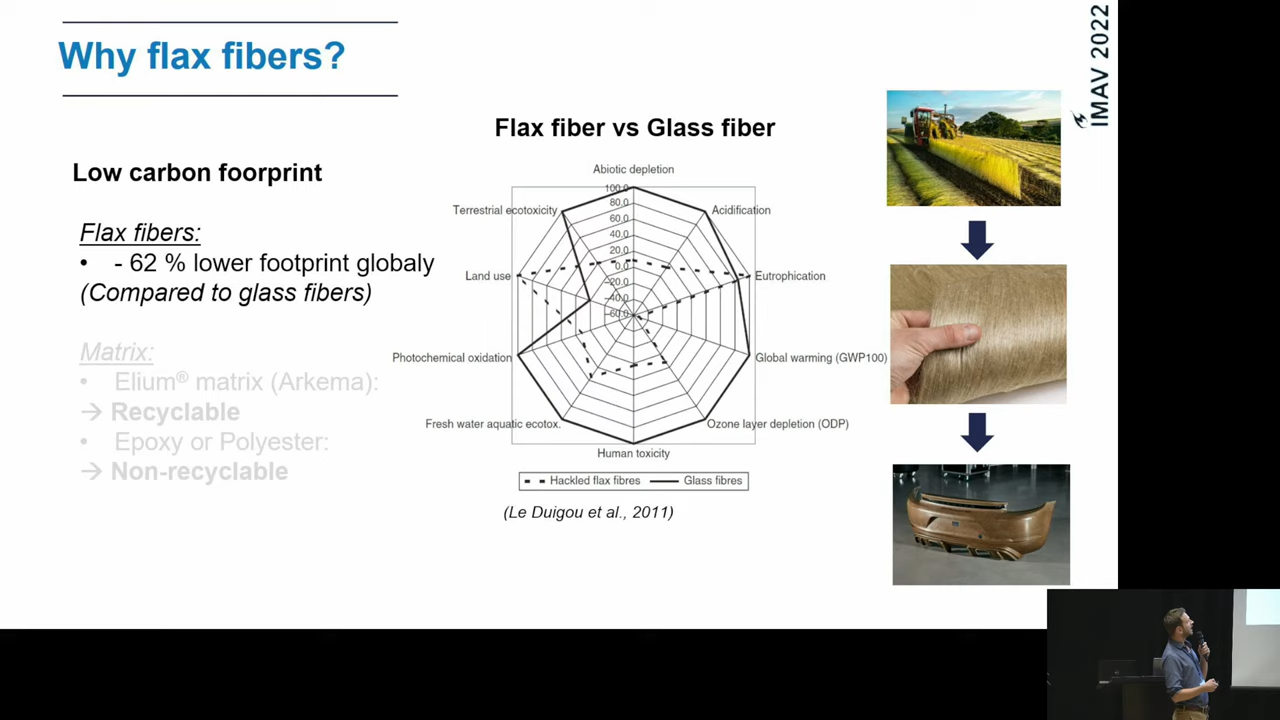 Why flax fibers?
IMAV 2022
Low carbon foorprint
Flax fibers:
• - 62 % lower footprint globaly
(Compared to glass fibers)
Matrix:
• Elium® matrix (Arkema):
→ Recyclable
• Epoxy or Polyester:
→ Non-recyclable
Flax fiber vs Glass fiber
Abiotic depletion
100.0
80.0
60.0
40.0
20.0
0.0
-20.0
-40.0
-60.0
Terrestrial ecotoxicity
Acidification
Land use
Eutrophication
Photochemical oxidation
Global warming (GWP100)
Fresh water aquatic ecotox.
Ozone layer depletion (ODP)
Human toxicity
Hackled flax fibres
Glass fibres
(Le Duigou et al., 2011)